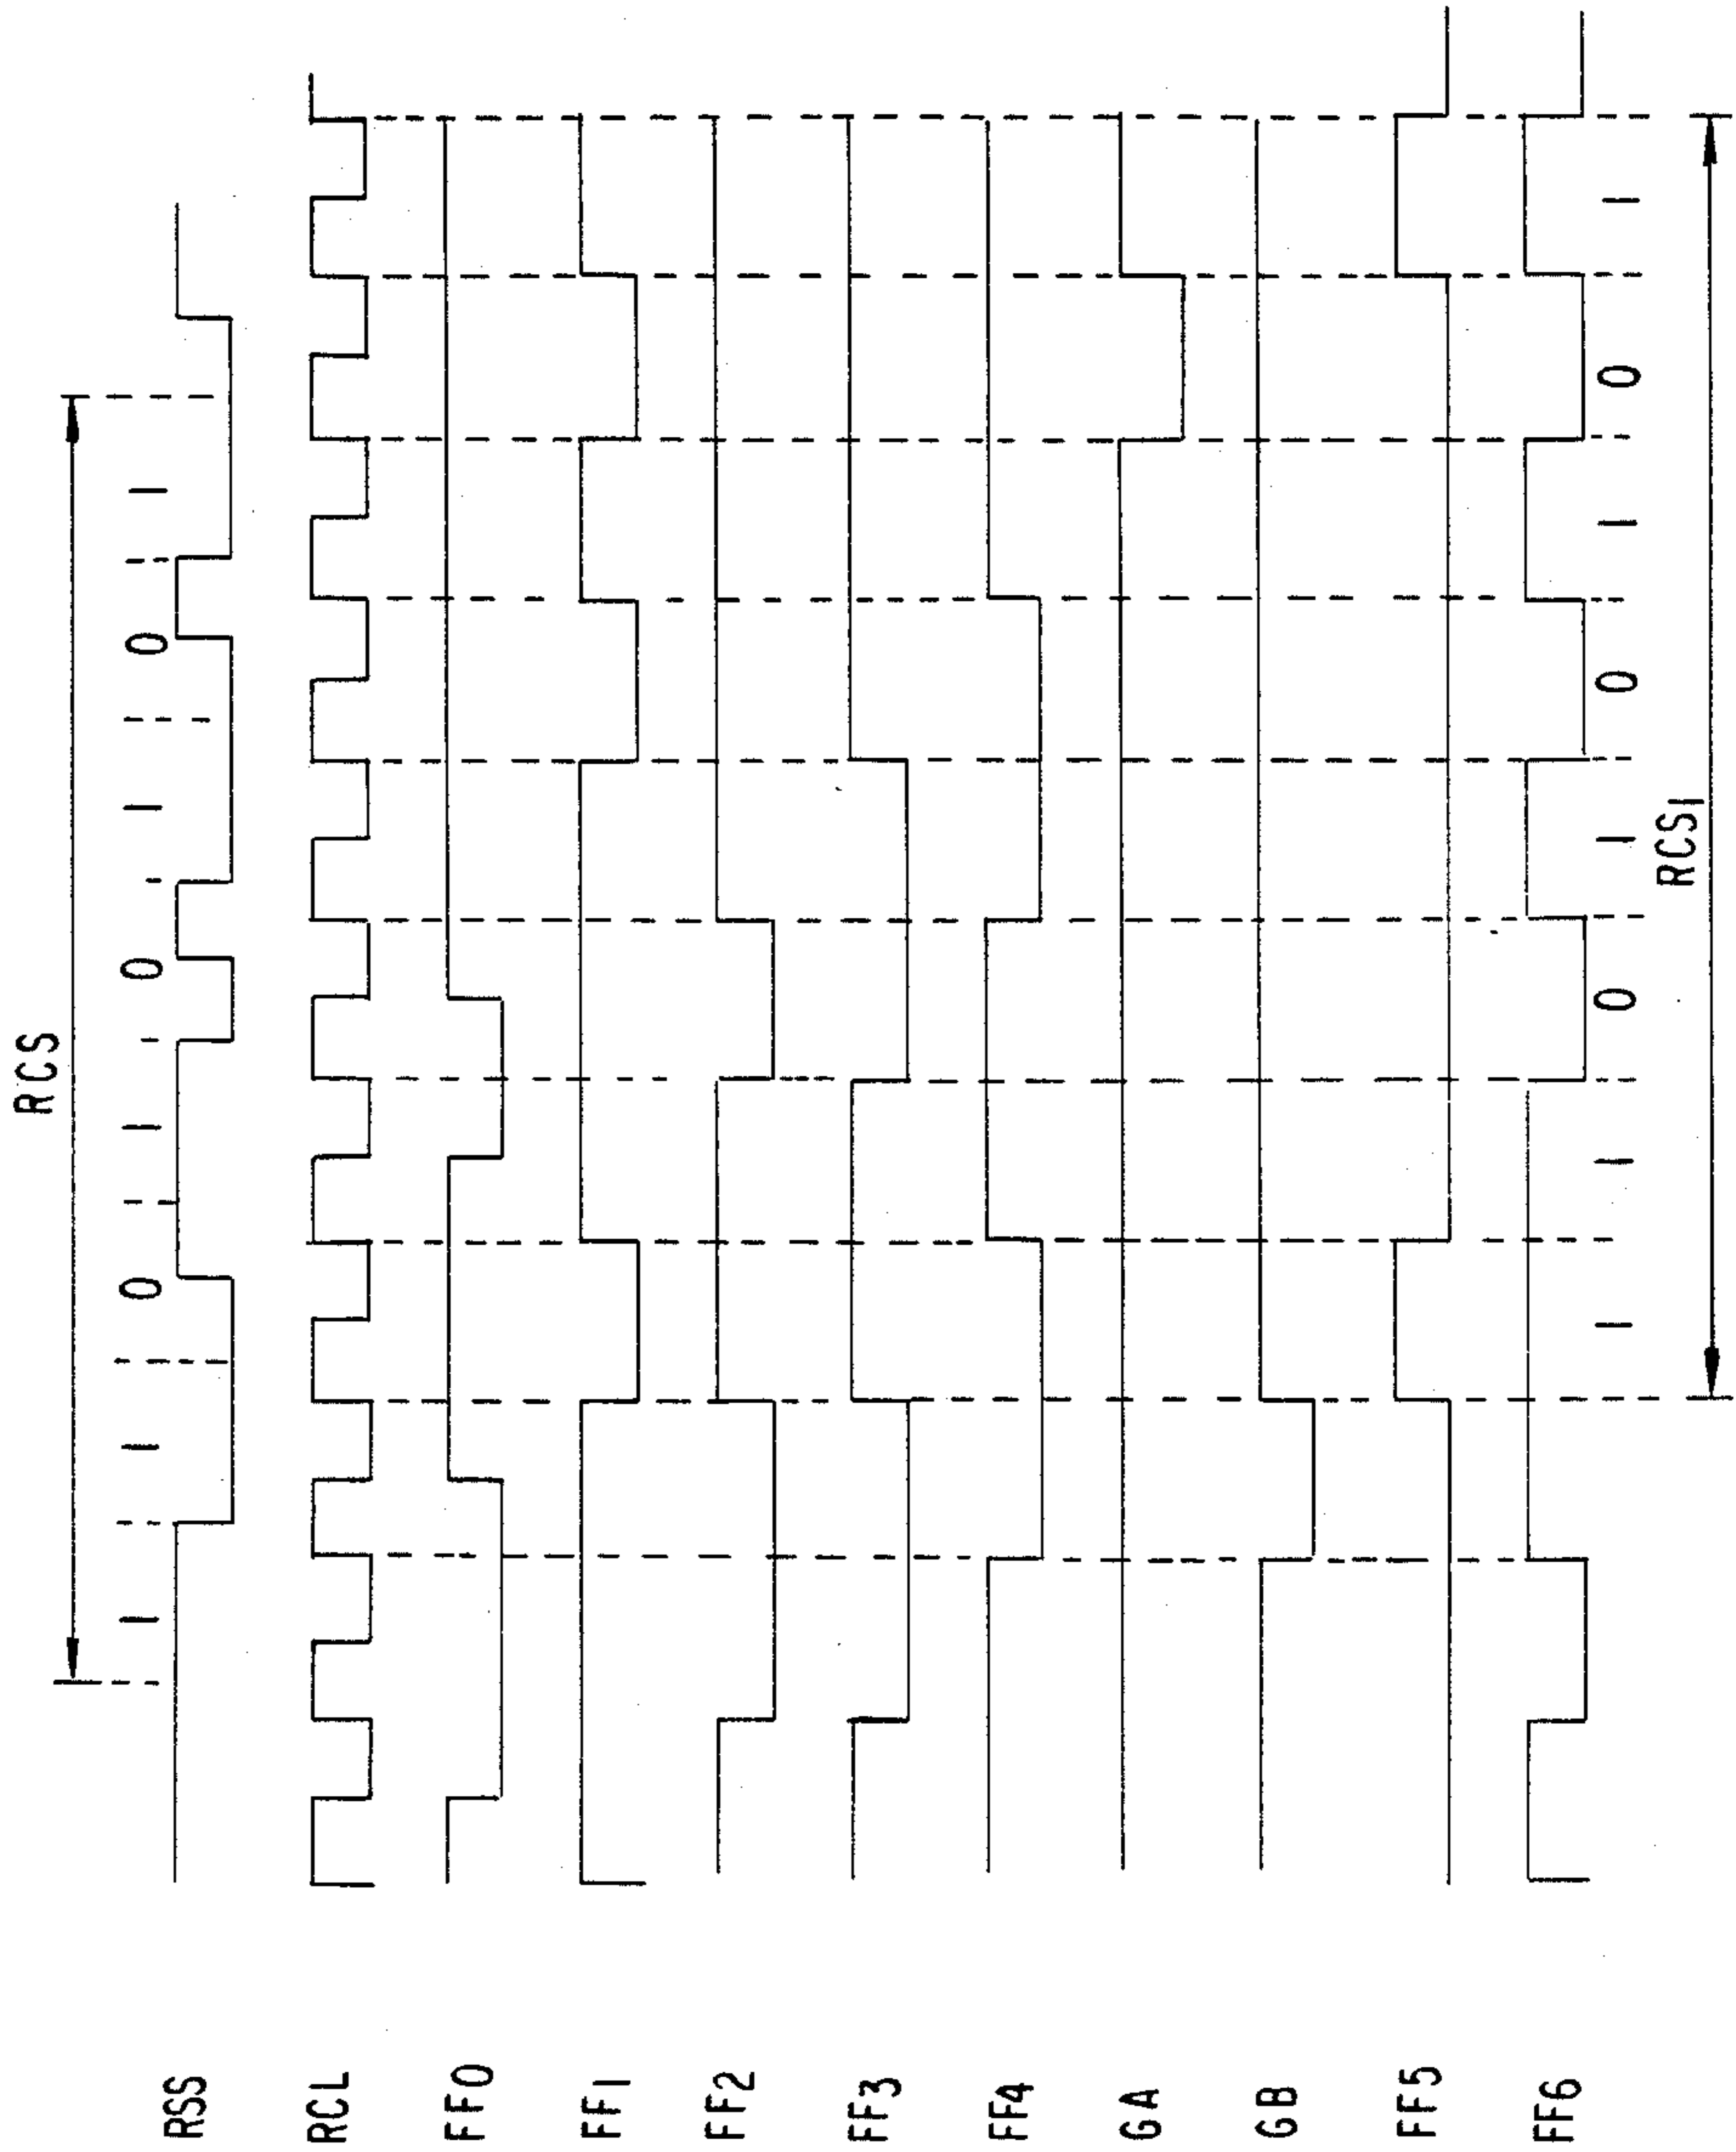 RCS
1 1 0 1 0 1 0 1
RSS
RCL
FF0
FF1
FF2
FF3
FF4
GA
GB
FF5
FF6
1 1 0 1 0 1 0 1
RCS1